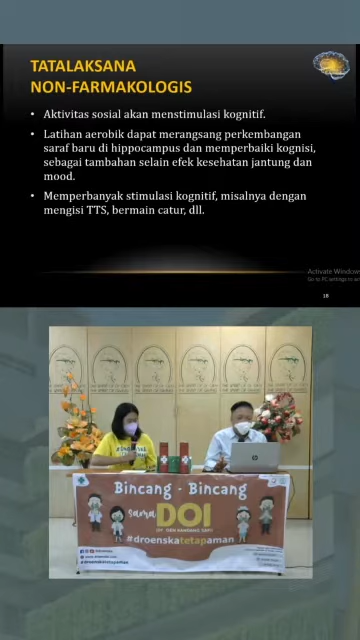 TATALAKSANA
NON-FARMAKOLOGIS
• Aktivitas sosial akan menstimulasi kognitif.
• Latihan aerobik dapat merangsang perkembangan
saraf baru di hippocampus dan memperbaiki kognisi,
sebagai tambahan selain efek kesehatan jantung dan
mood.
• Memperbanyak stimulasi kognitif, misalnya dengan
mengisi TTS, bermain catur, dll.
Activate Windows
Go to PC settings to ac
18
Bincang - Bincang
sama DOI
#droenskatetapaman